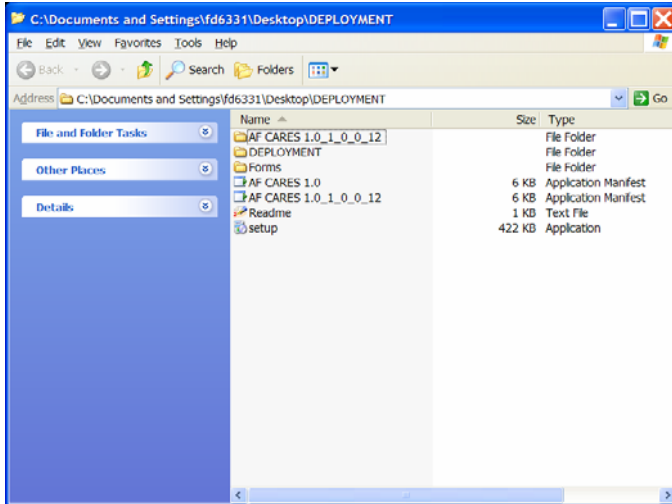 C:\Documents and Settings\fd6331\Desktop\DEPLOYMENT
File Edit View Favorites Tools Help
Back Search Folders
Address C:\Documents and Settings\fd6331\Desktop\DEPLOYMENT Go
Name Size Type
File and Folder Tasks
Other Places
Details
AF CARES 1.0_1_0_0_12 File Folder
DEPLOYMENT File Folder
Forms File Folder
AF CARES 1.0 6 KB Application Manifest
AF CARES 1.0_1_0_0_12 6 KB Application Manifest
Readme 1 KB Text File
setup 422 KB Application